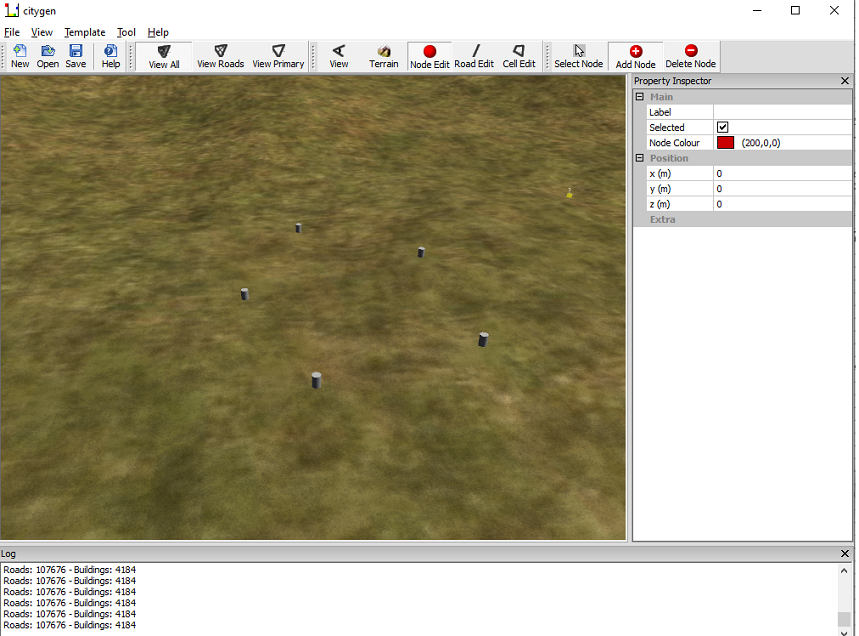 citygen
File View Template Tool Help
New Open Save Help View All View Roads View Primary View Terrain Node Edit Road Edit Cell Edit Select Node Add Node Delete Node
Property Inspector
Main
Label
Selected
Node Colour (200,0,0)
Position
x (m) 0
y (m) 0
z (m) 0
Extra
Log
Roads: 107676 - Buildings: 4184
Roads: 107676 - Buildings: 4184
Roads: 107676 - Buildings: 4184
Roads: 107676 - Buildings: 4184
Roads: 107676 - Buildings: 4184
Roads: 107676 - Buildings: 4184